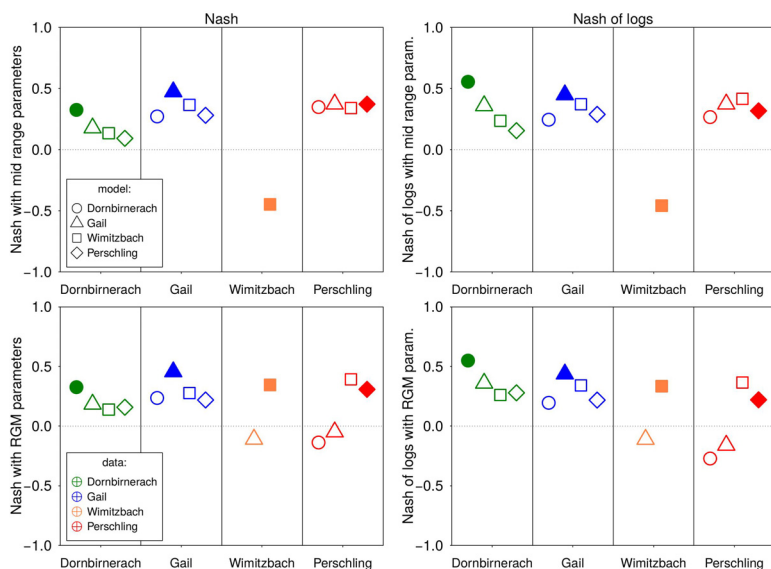 Nash
Nash of logs
Nash with mid range parameters
1.0
0.5
0.0
−0.5
−1.0
model:
Dornbirnerach
Gail
Wimitzbach
Perschling
Dornbirnerach Gail Wimitzbach Perschling
Nash of logs with mid range param.
1.0
0.5
0.0
−0.5
−1.0
Dornbirnerach Gail Wimitzbach Perschling
Nash with RGM parameters
1.0
0.5
0.0
−0.5
−1.0
data:
Dornbirnerach
Gail
Wimitzbach
Perschling
Dornbirnerach Gail Wimitzbach Perschling
Nash of logs with RGM param.
1.0
0.5
0.0
−0.5
−1.0
Dornbirnerach Gail Wimitzbach Perschling